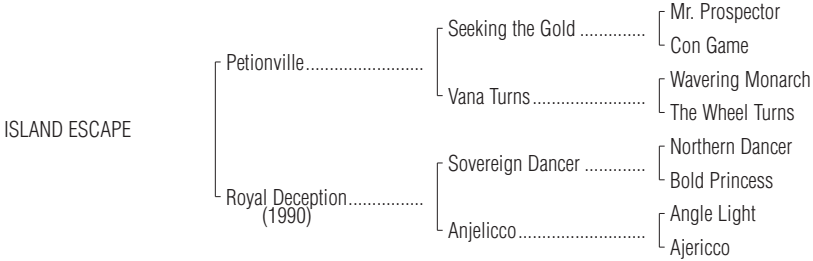 Mr. Prospector
Seeking the Gold ..............
Con Game
Petionville.........................
Wavering Monarch
Vana Turns........................
The Wheel Turns
ISLAND ESCAPE
Northern Dancer
Sovereign Dancer .............
Bold Princess
Royal Deception................
(1990)
Angle Light
Anjelicco...........................
Ajericco